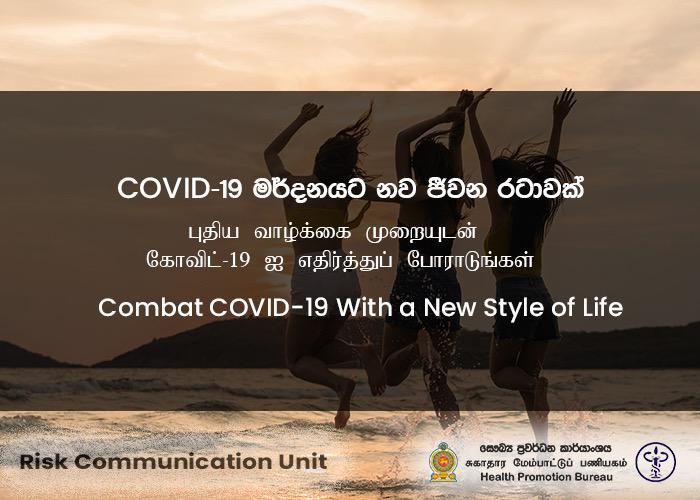 COVID-19 මර්දනයට නව ජීවන රටාවක්
புதிய வாழ்க்கை முறையுடன்
கோவிட்-19 ஐ எதிர்த்துப் போராடுங்கள்
Combat COVID-19 With a New Style of Life
Risk Communication Unit
සෞඛ්‍ය ප්‍රවර්ධන කාර්යාංශය
சுகாதார மேம்பாட்டுப் பணியகம்
Health Promotion Bureau